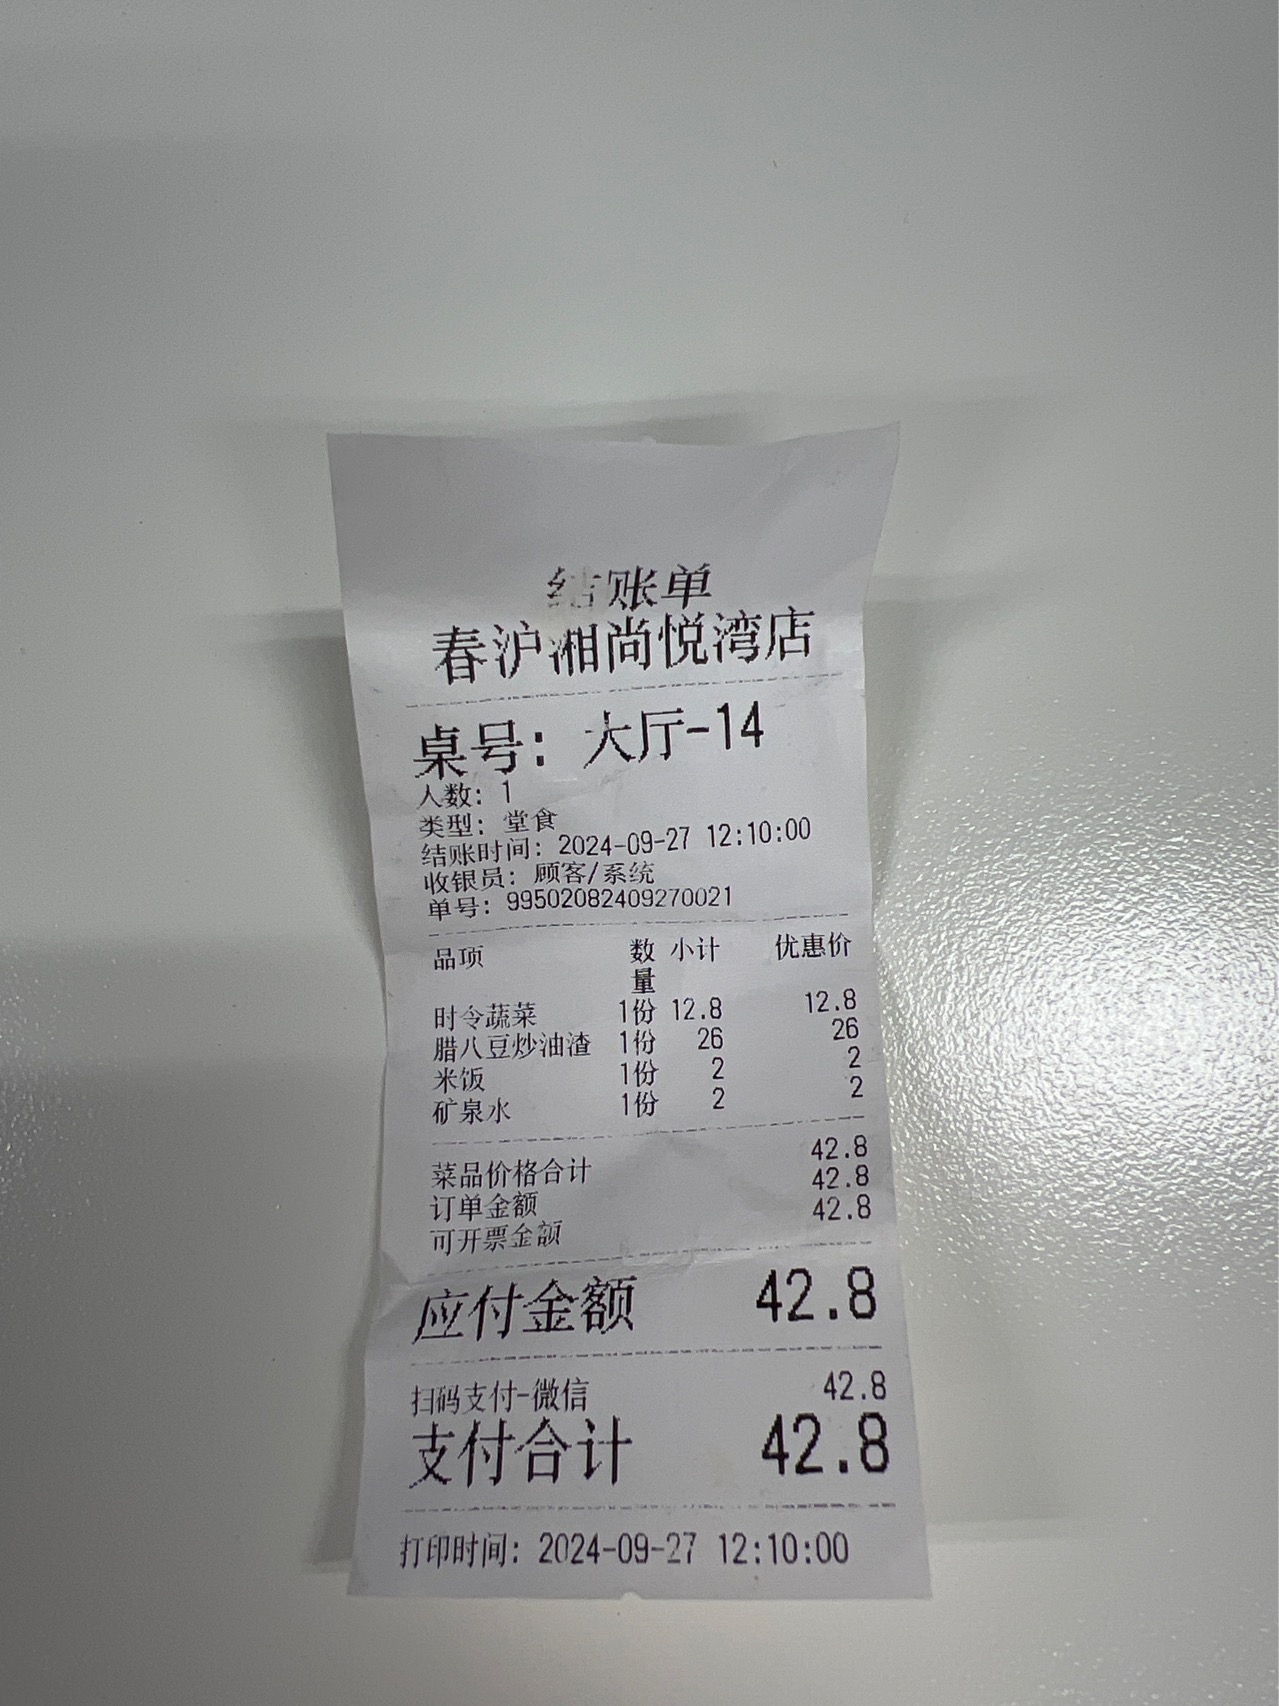 结账单
春沪湘尚悦湾店
桌号：大厅-14
人数：1
类型：堂食
结账时间：2024-09-27 12:10:00
收银员：顾客/系统
单号：99502082409270021
品项 数量 小计 优惠价
时令蔬菜 1份 12.8 12.8
腊八豆炒油渣 1份 26 26
米饭 1份 2 2
矿泉水 1份 2 2
菜品价格合计 42.8
订单金额 42.8
可开票金额 42.8
应付金额 42.8
扫码支付-微信 42.8
支付合计 42.8
打印时间：2024-09-27 12:10:00